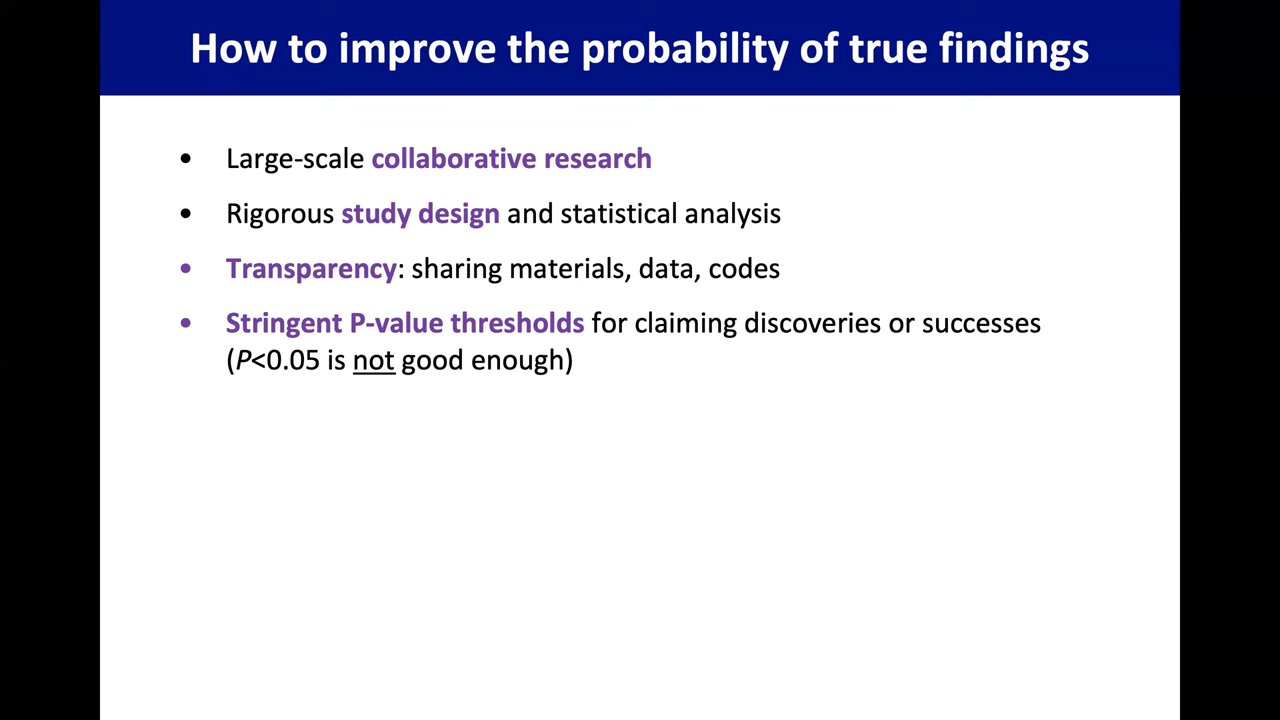 How to improve the probability of true findings
• Large-scale collaborative research
• Rigorous study design and statistical analysis
• Transparency: sharing materials, data, codes
• Stringent P-value thresholds for claiming discoveries or successes
(P<0.05 is not good enough)